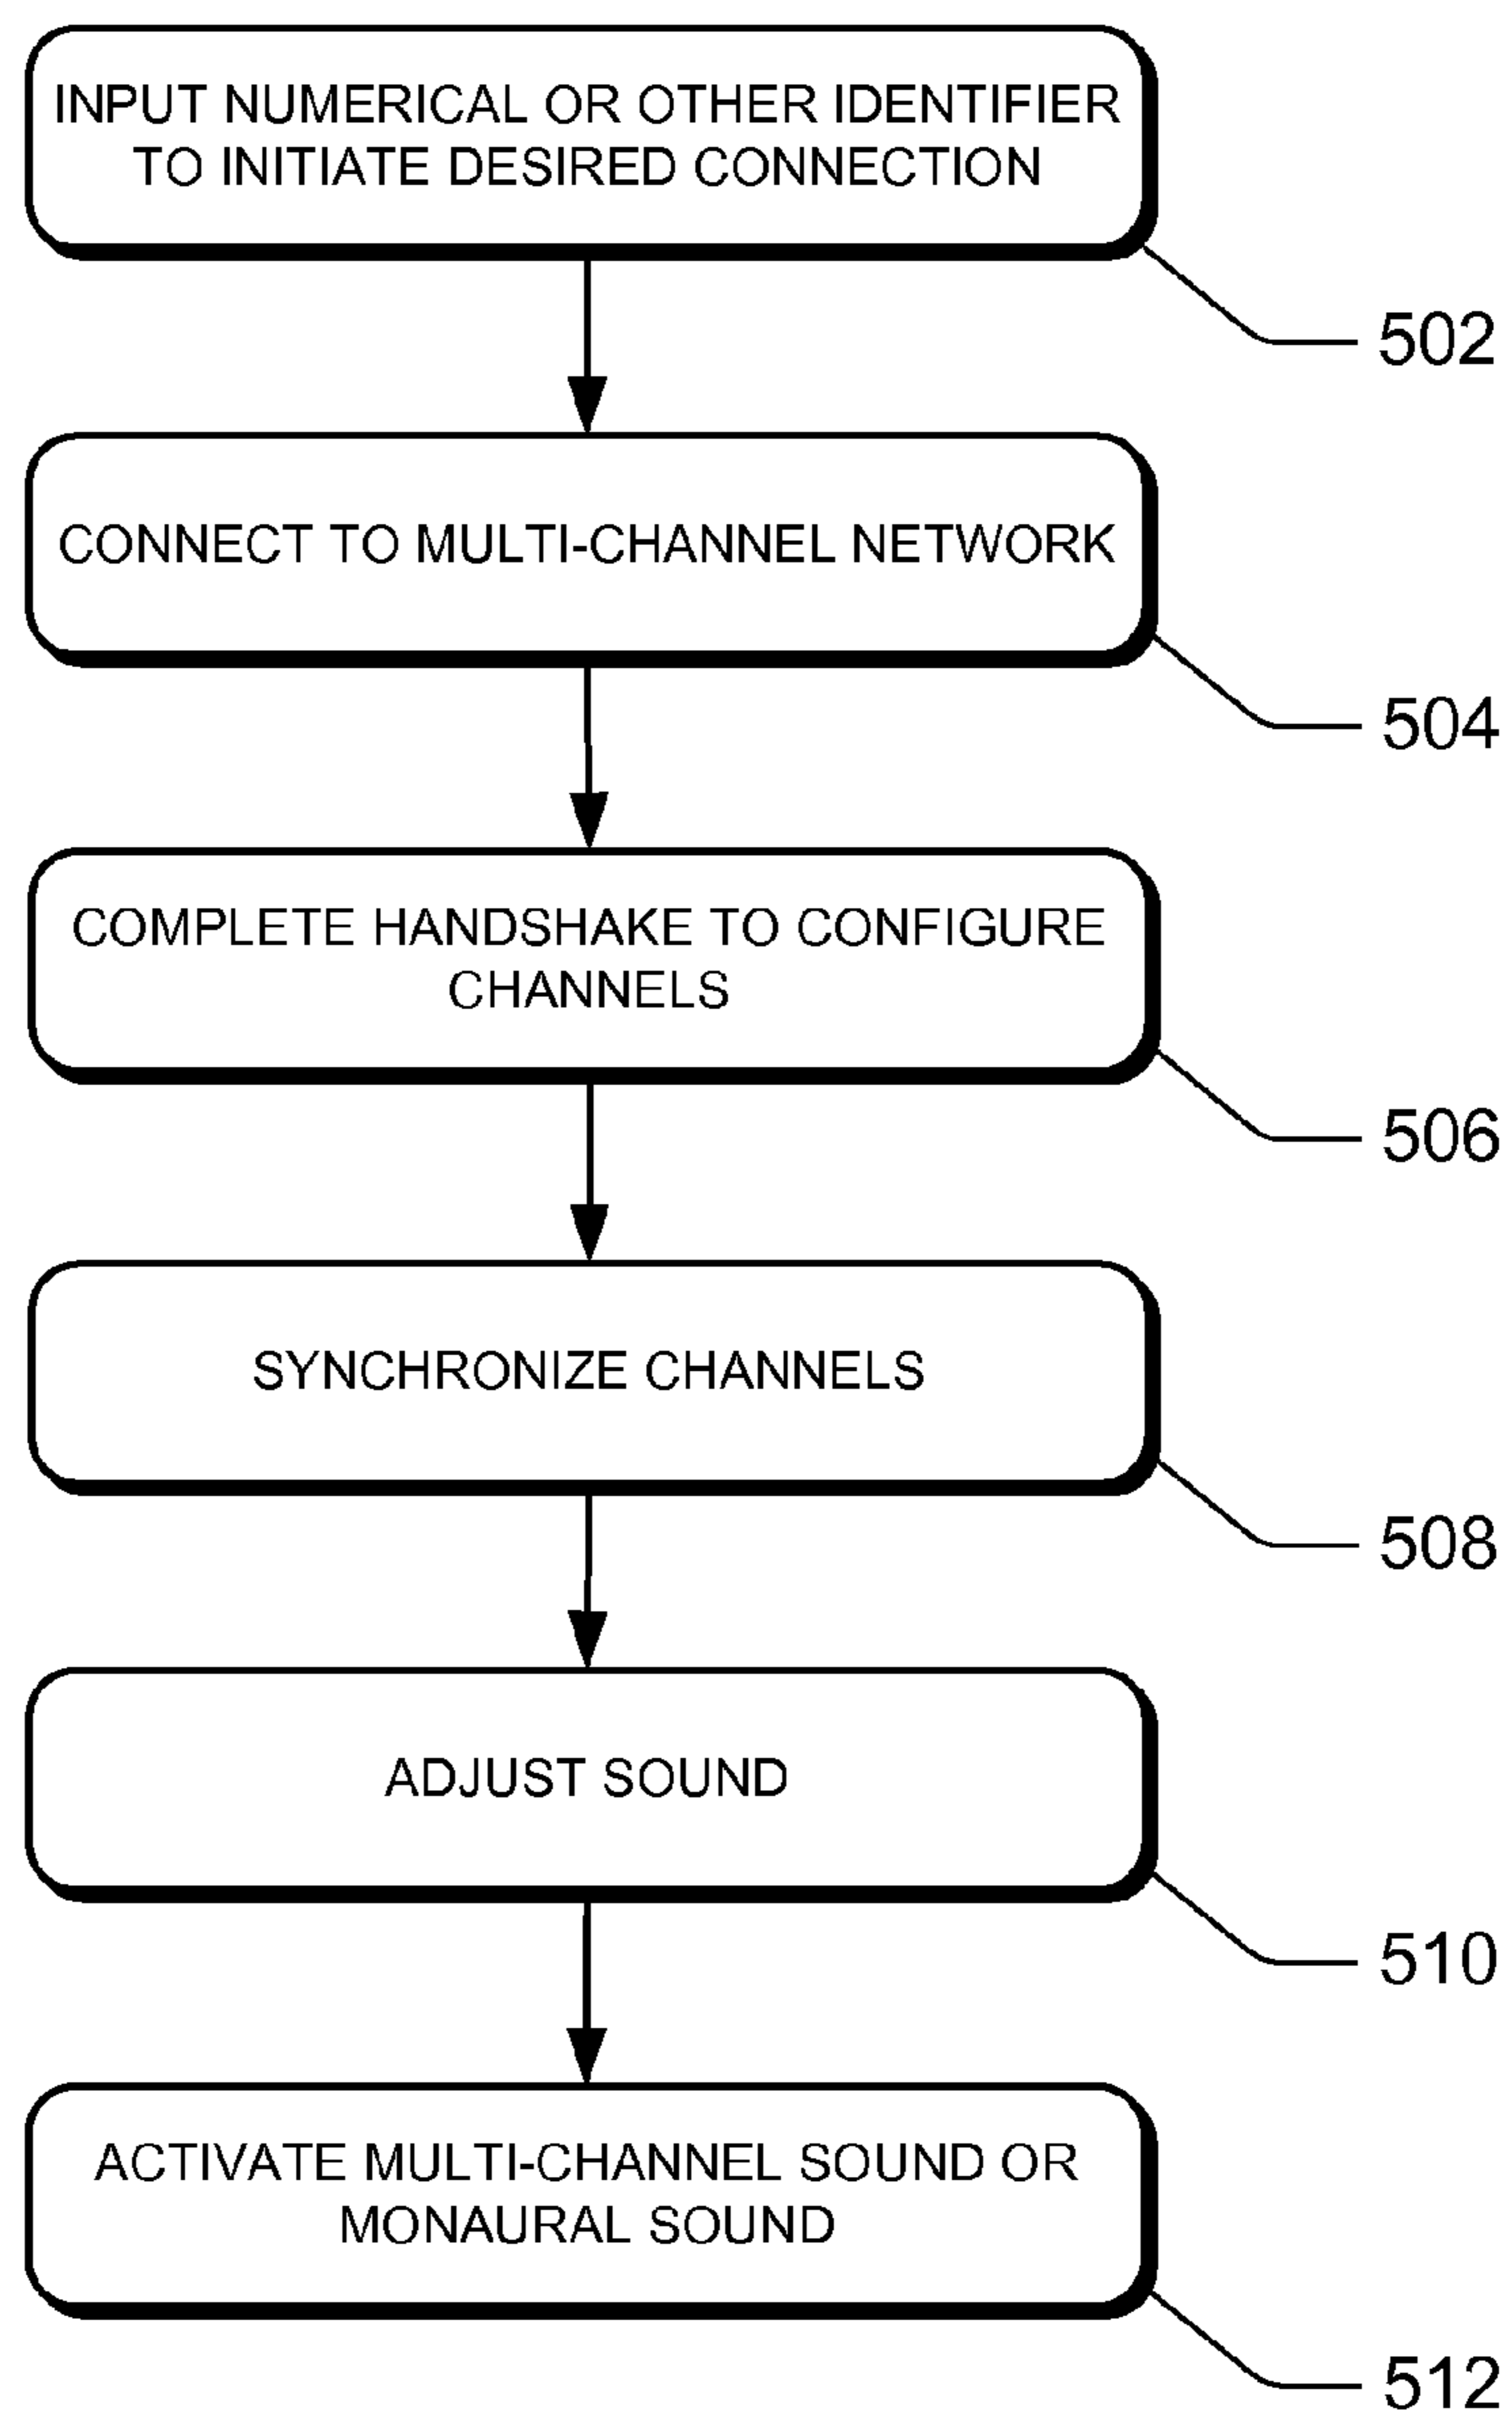 INPUT NUMERICAL OR OTHER IDENTIFIER
TO INITIATE DESIRED CONNECTION
502
CONNECT TO MULTI-CHANNEL NETWORK
504
COMPLETE HANDSHAKE TO CONFIGURE
CHANNELS
506
SYNCHRONIZE CHANNELS
508
ADJUST SOUND
510
ACTIVATE MULTI-CHANNEL SOUND OR
MONAURAL SOUND
512